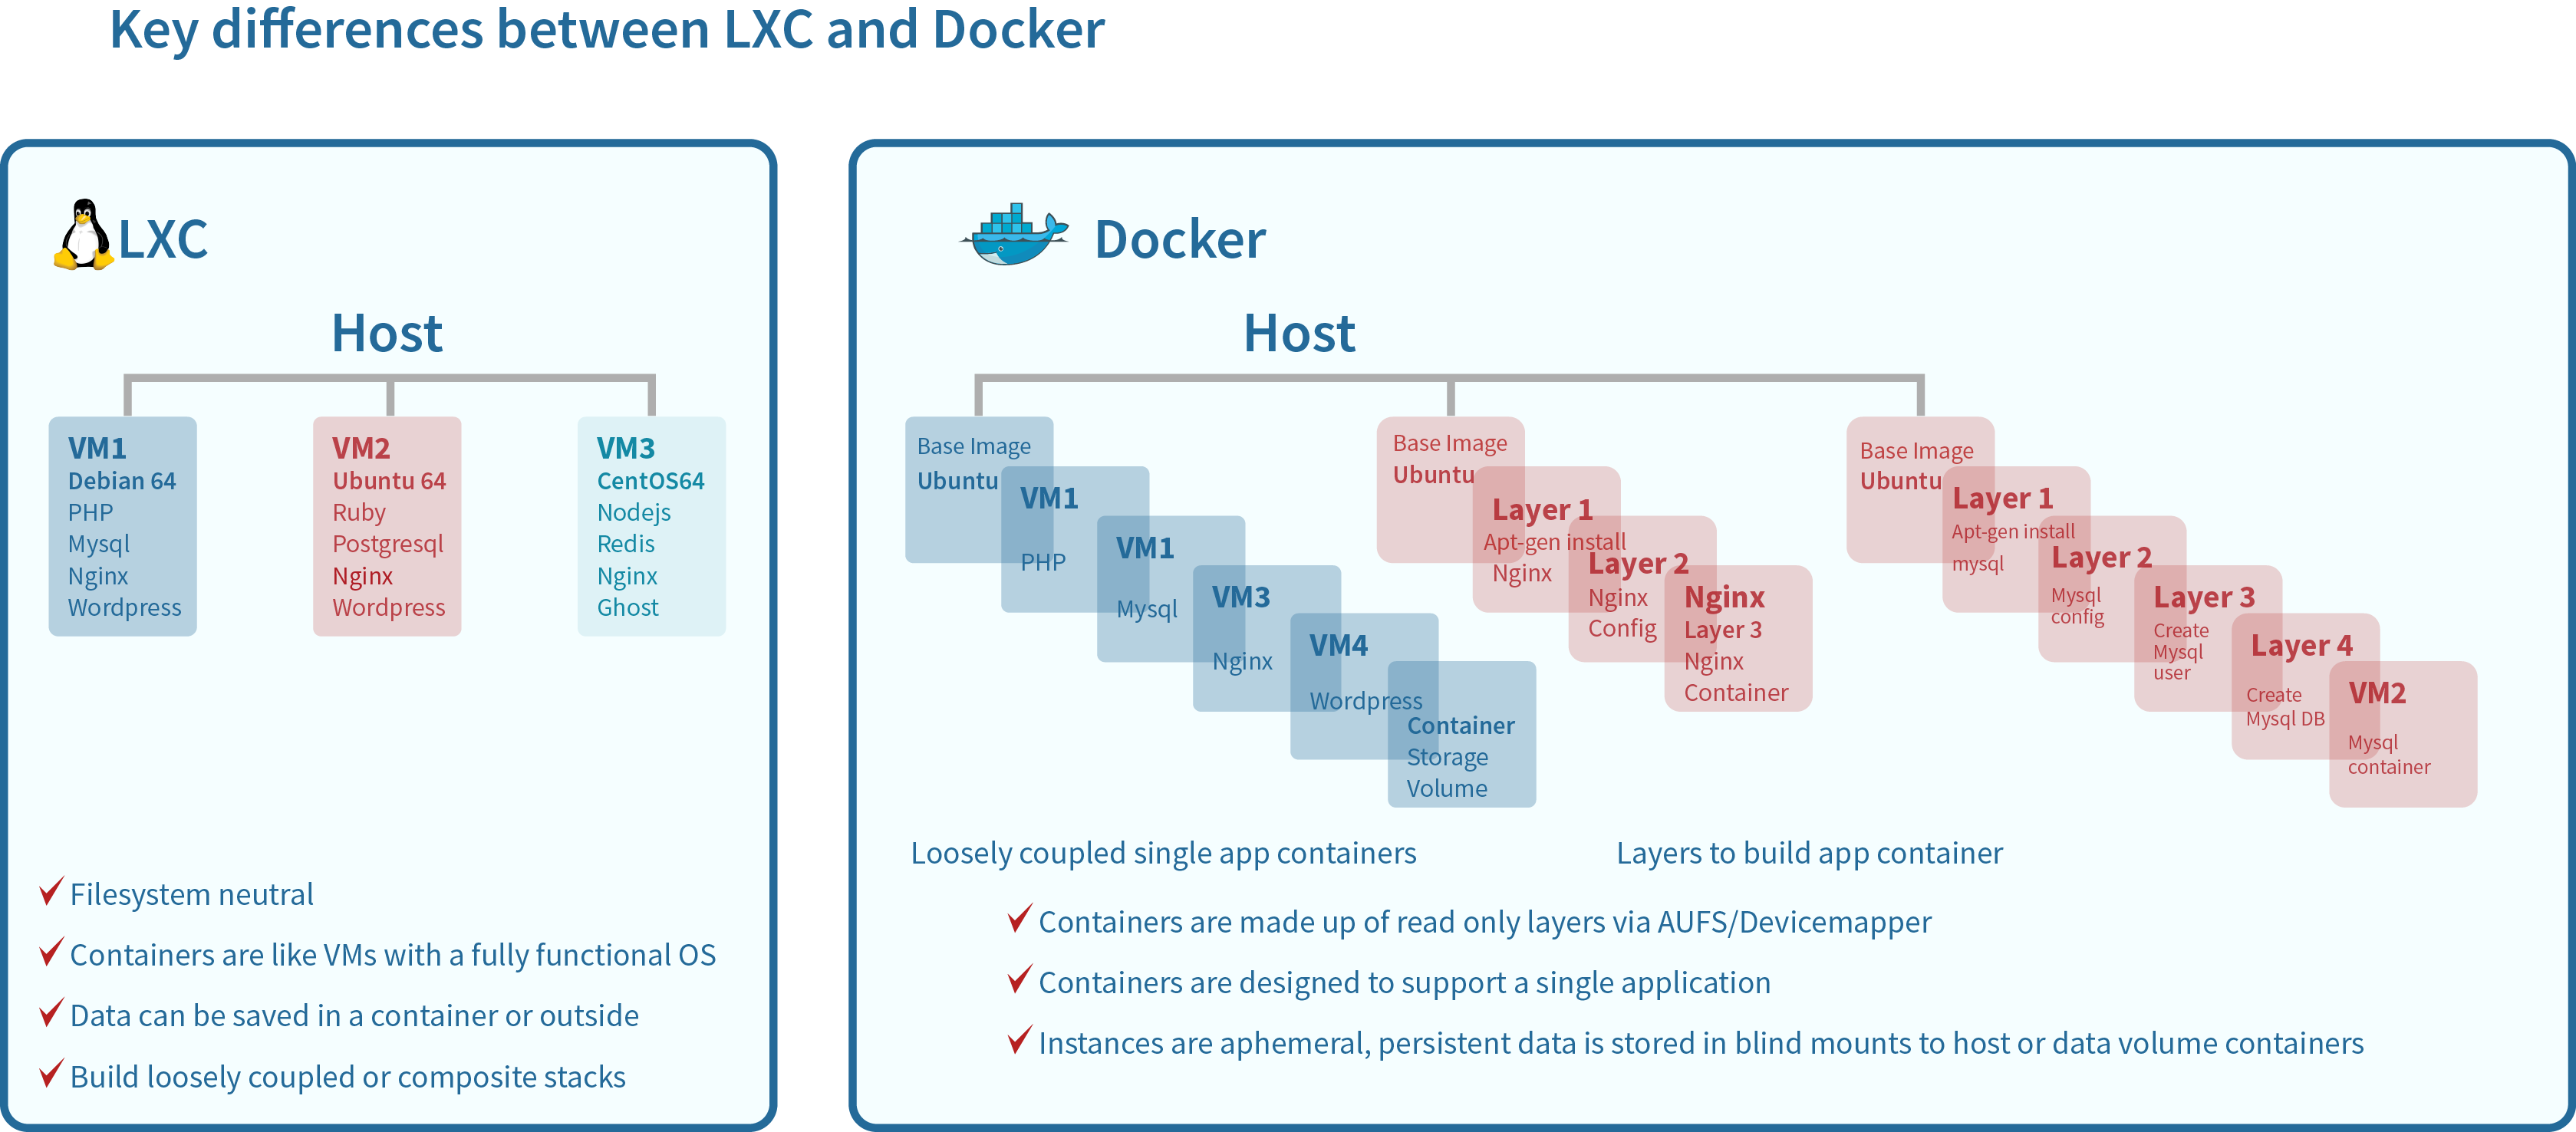 Key differences between LXC and Docker
LXC
Host
VM1
Debian 64
PHP
Mysql
Nginx
Wordpress
VM2
Ubuntu 64
Ruby
Postgresql
Nginx
Wordpress
VM3
CentOS64
Nodejs
Redis
Nginx
Ghost
Filesystem neutral
Containers are like VMs with a fully functional OS
Data can be saved in a container or outside
Build loosely coupled or composite stacks
Docker
Host
Base Image
Ubuntu
VM1
PHP
VM1
Mysql
VM3
Nginx
VM4
Wordpress
Container
Storage
Volume
Base Image
Ubuntu
Layer 1
Apt-gen install
Nginx
Layer 2
Nginx
Config
Nginx
Layer 3
Nginx
Container
Base Image
Ubuntu
Layer 1
Apt-gen install
mysql
Layer 2
Mysql
config
Layer 3
Create
Mysql
user
Layer 4
Create
Mysql DB
VM2
Mysql
container
Loosely coupled single app containers
Layers to build app container
Containers are made up of read only layers via AUFS/Devicemapper
Containers are designed to support a single application
Instances are aphemeral, persistent data is stored in blind mounts to host or data volume containers